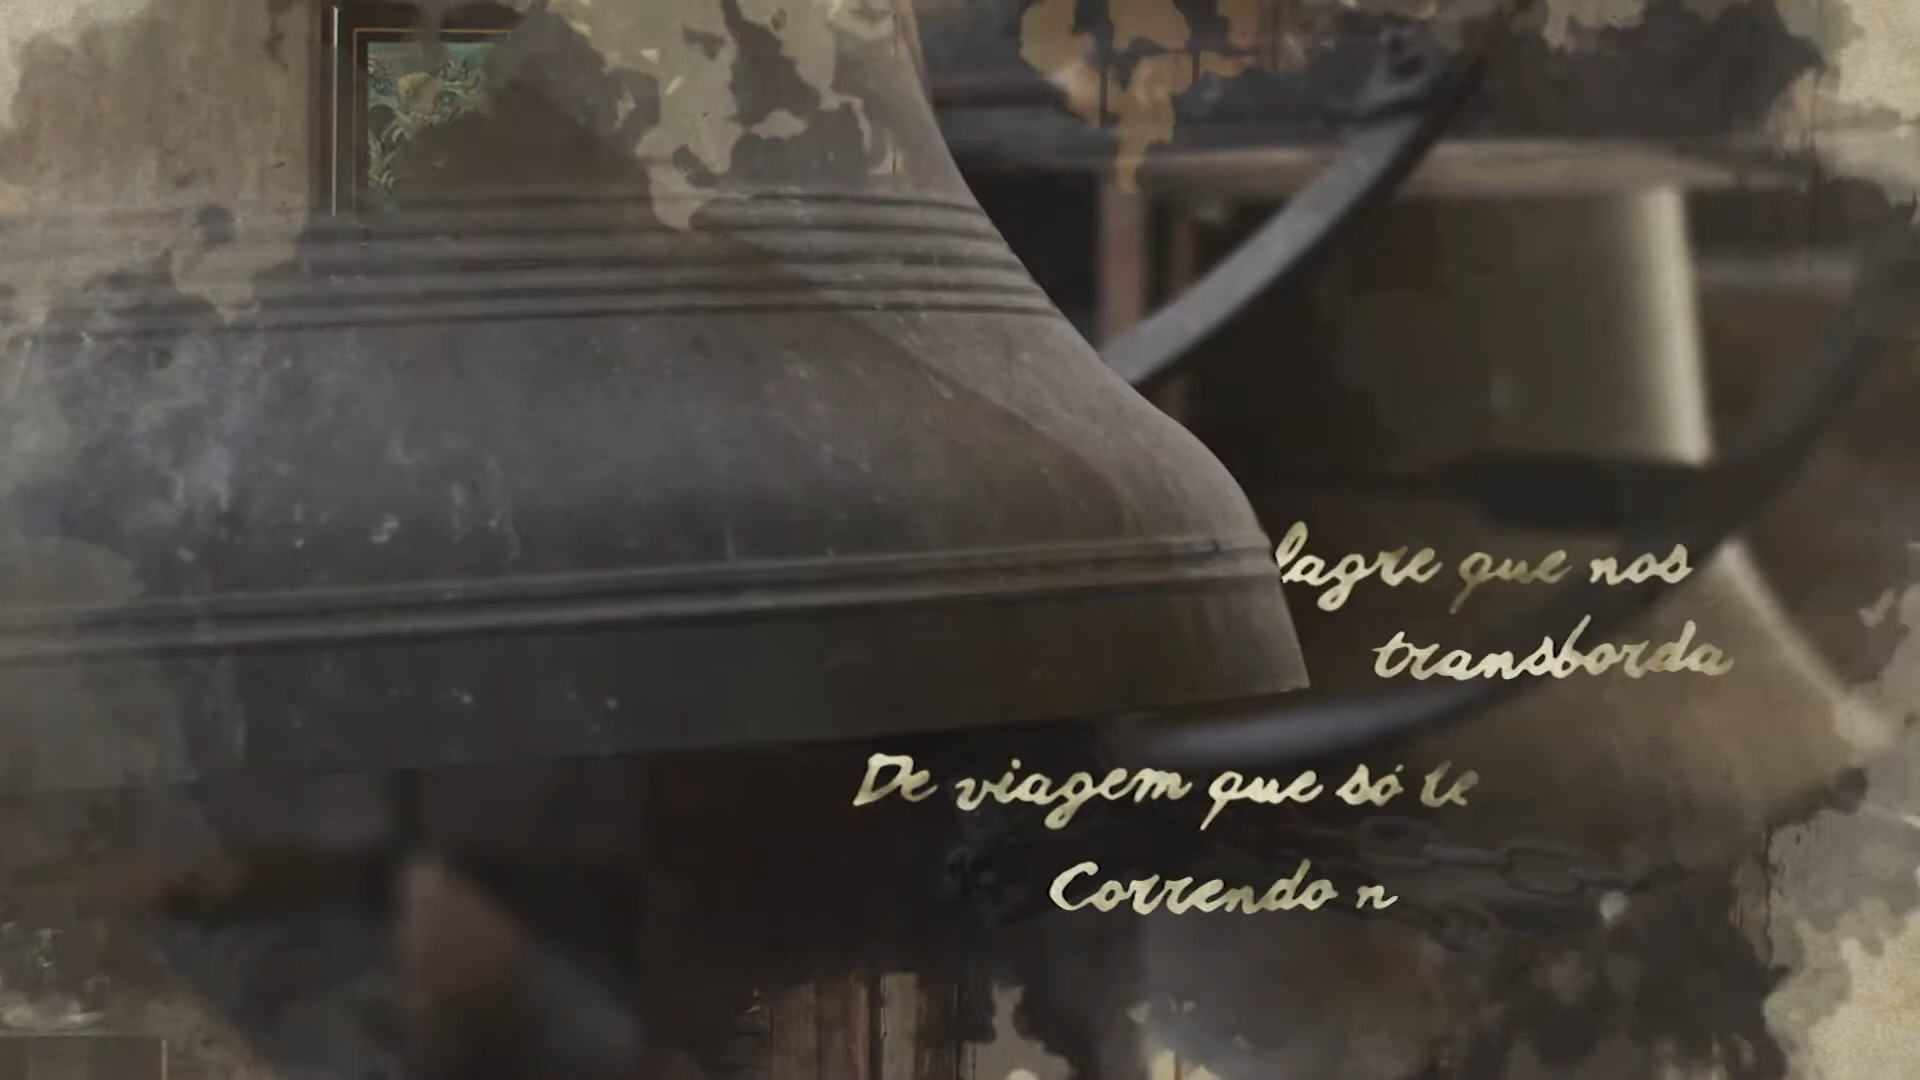 lagre que nos
transborda
De viagem que só te
Correndo n